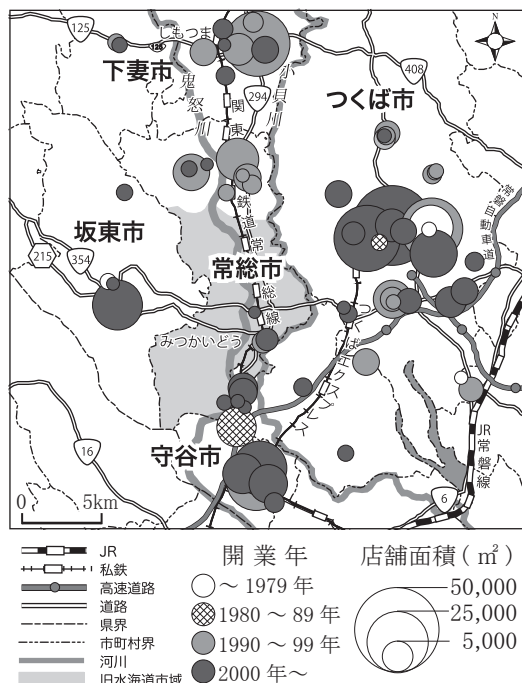 N
125
しもつま
125
下妻市
鬼怒川
小貝川
294
408
つくば市
関東鉄道常総線
常磐自動車道
坂東市
215
354
常総市
みつかいどう
つくばエクスプレス
16
守谷市
JR常磐線
6
0 5km
JR
私鉄
高速道路
道路
県界
市町村界
河川
旧水海道市域
開業年
～1979年
1980～89年
1990～99年
2000年～
店舗面積(㎡)
50,000
25,000
5,000